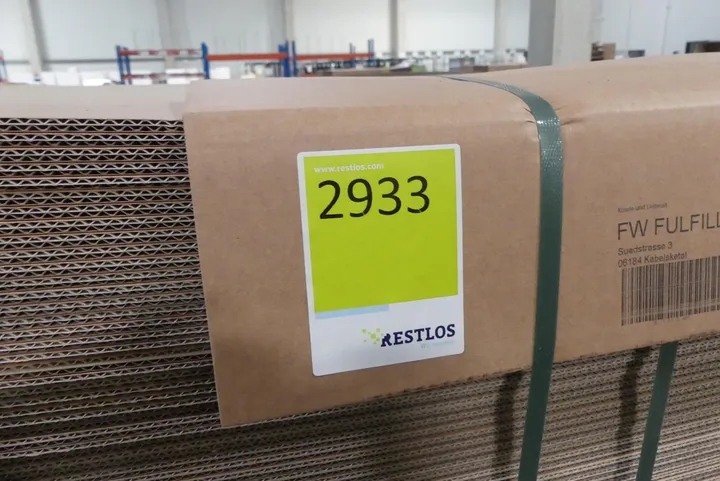 www.restlos.com
2933
RESTLOS
FW FULFILL
Suedstrasse 3
06184 Kabelsketal